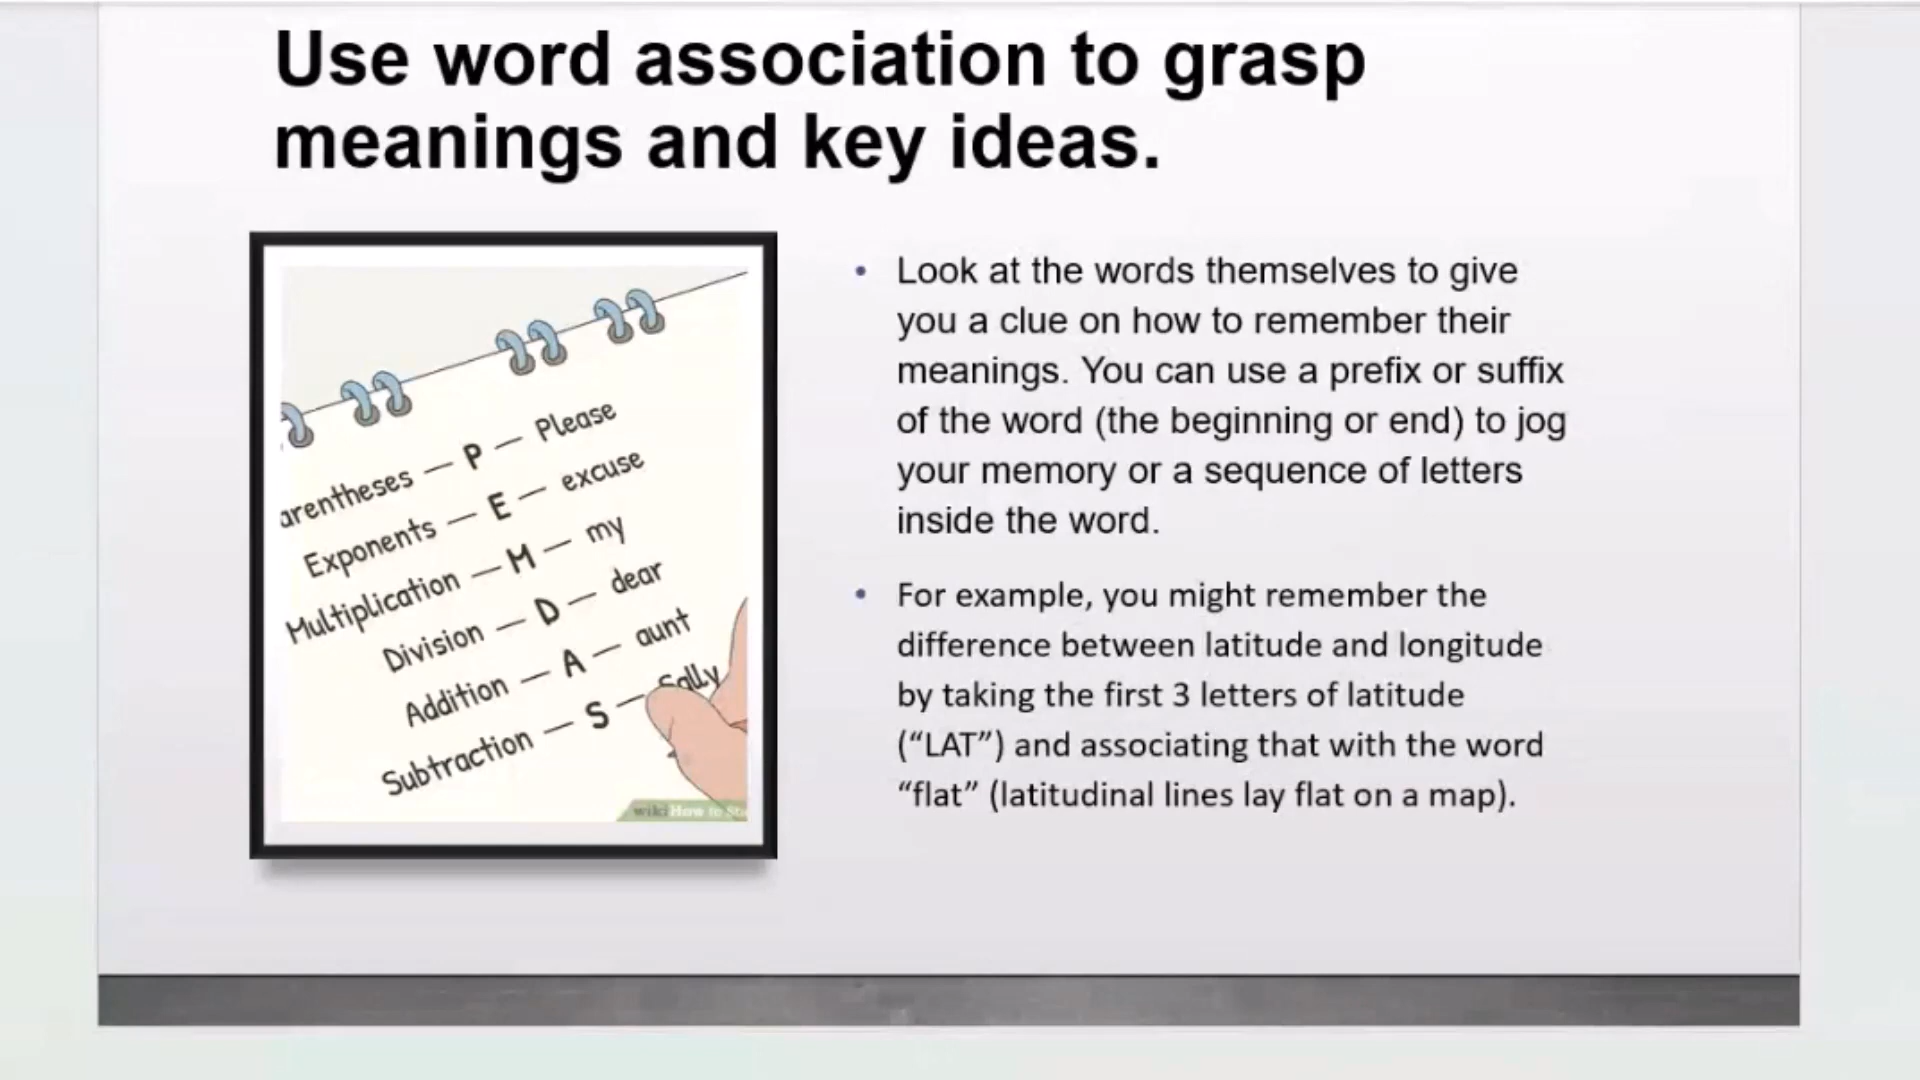 Use word association to grasp
meanings and key ideas.
arentheses — P — Please
Exponents — E — excuse
Multiplication — M — my
Division — D — dear
Addition — A — aunt
Subtraction — S — Sally
wikiHow to Stu
• Look at the words themselves to give
you a clue on how to remember their
meanings. You can use a prefix or suffix
of the word (the beginning or end) to jog
your memory or a sequence of letters
inside the word.
• For example, you might remember the
difference between latitude and longitude
by taking the first 3 letters of latitude
(“LAT”) and associating that with the word
“flat” (latitudinal lines lay flat on a map).